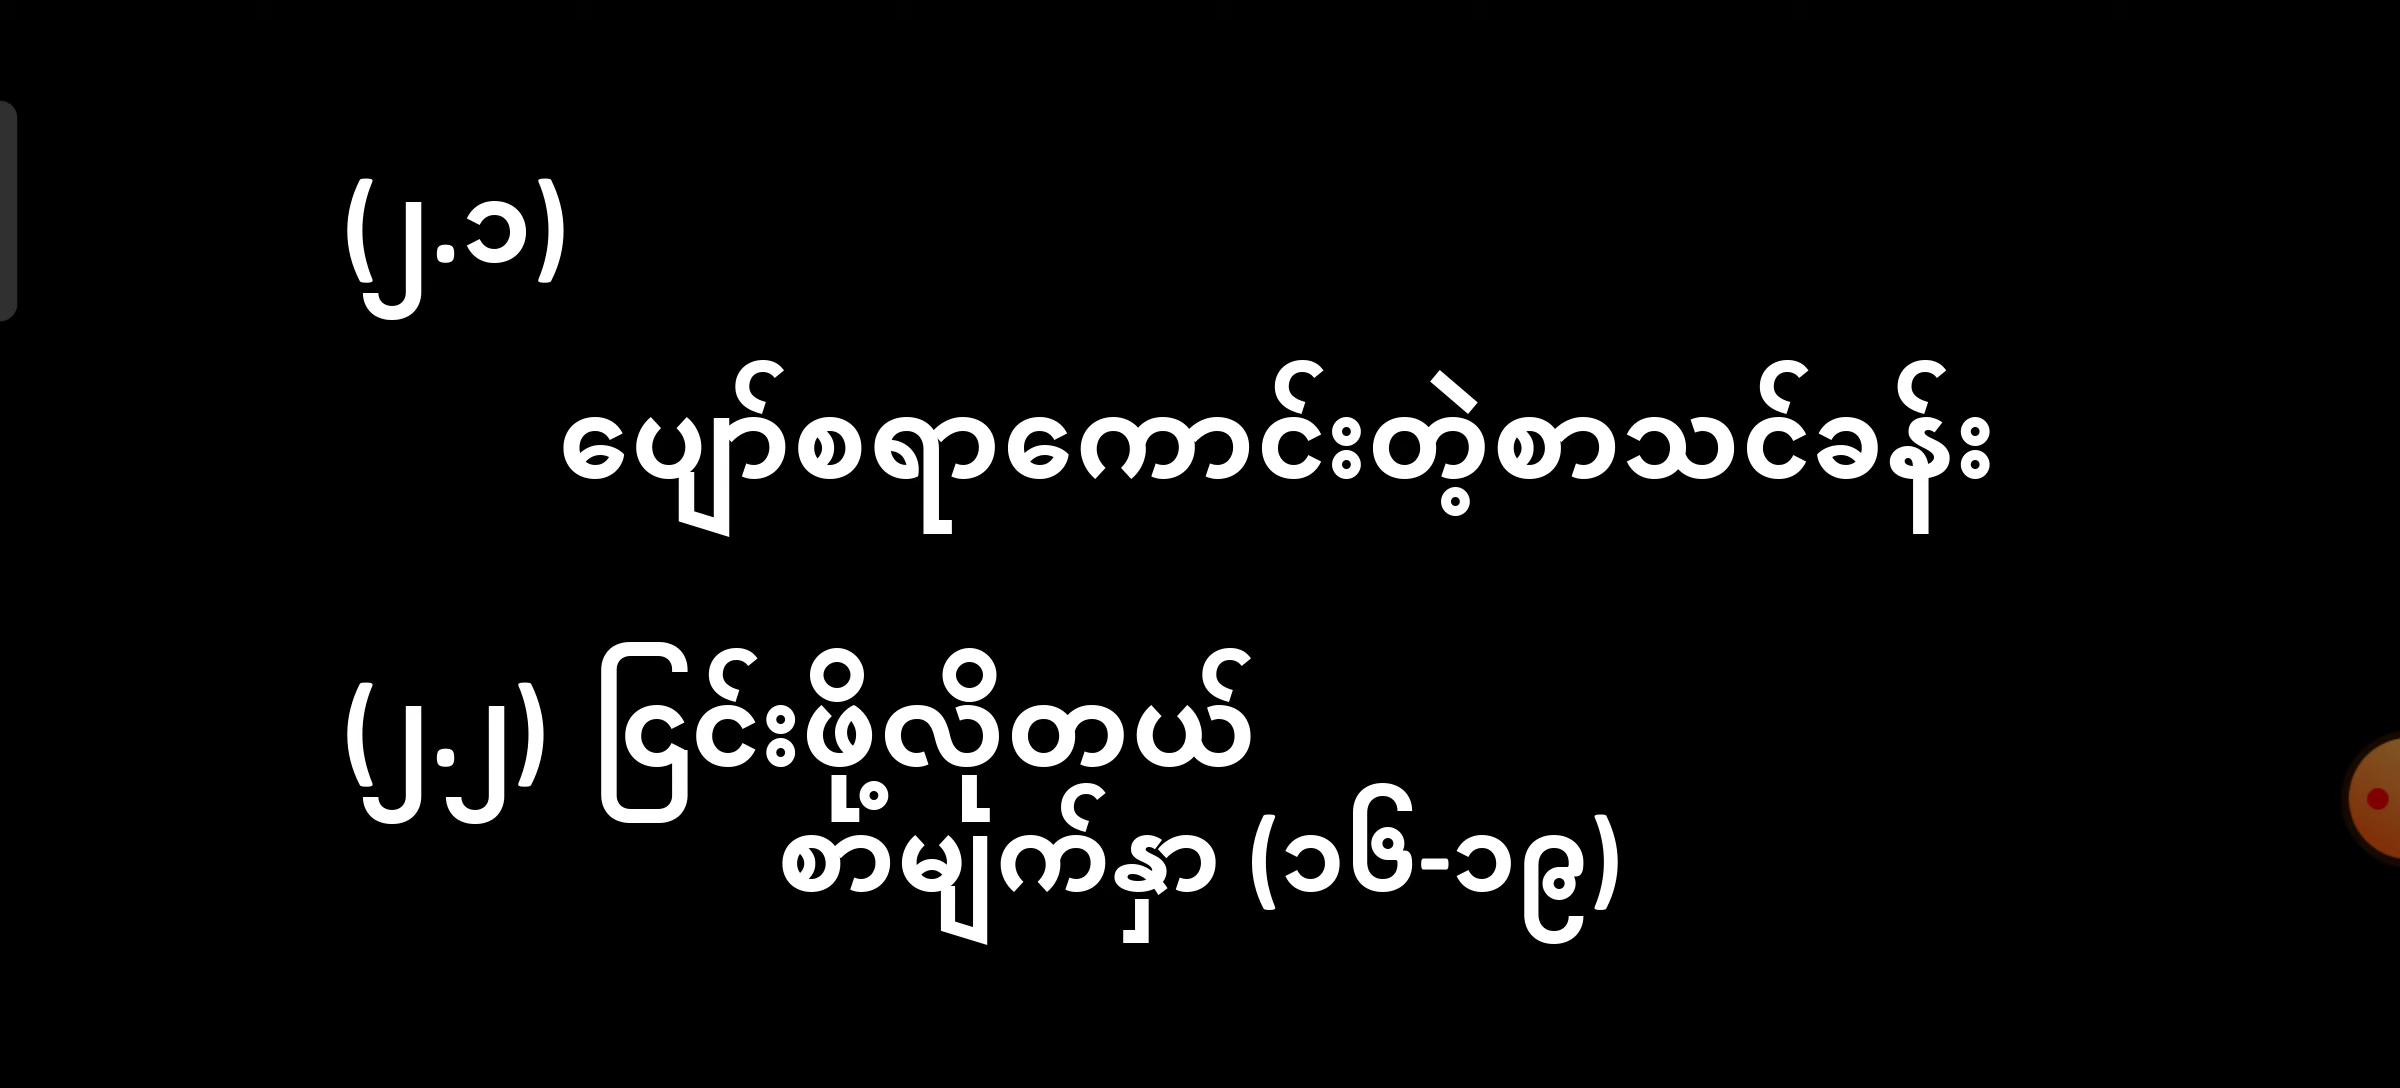 (၂.၁)
ပျော်စရာကောင်းတဲ့စာသင်ခန်း
(၂.၂) ငြင်းဖို့လိုတယ်
စာမျက်နှာ (၁၆-၁၉)